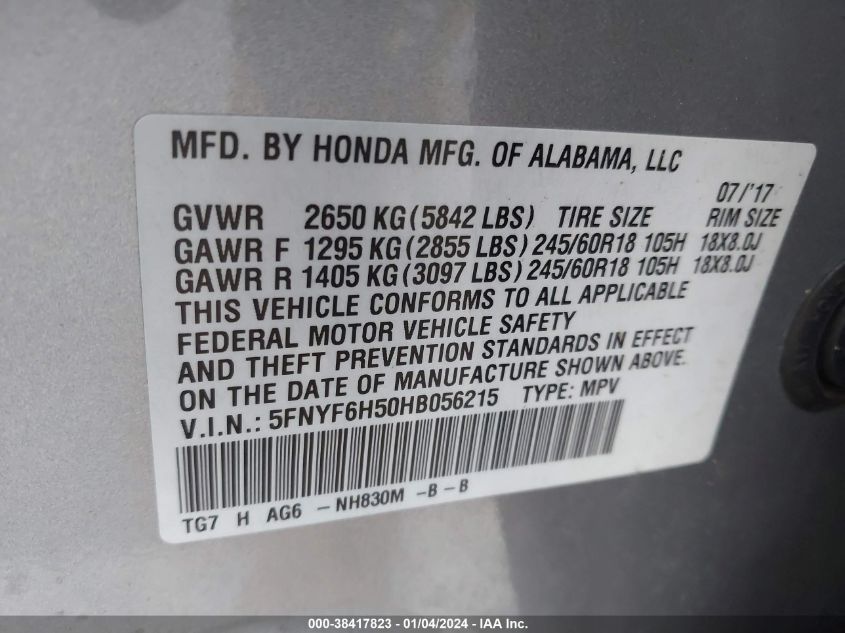 MFD. BY HONDA MFG. OF ALABAMA, LLC
07/'17
GVWR 2650 KG(5842 LBS) TIRE SIZE RIM SIZE
GAWR F 1295 KG(2855 LBS) 245/60R18 105H 18X8.0J
GAWR R 1405 KG(3097 LBS) 245/60R18 105H 18X8.0J
THIS VEHICLE CONFORMS TO ALL APPLICABLE
FEDERAL MOTOR VEHICLE SAFETY
AND THEFT PREVENTION STANDARDS IN EFFECT
ON THE DATE OF MANUFACTURE SHOWN ABOVE.
V.I.N.: 5FNYF6H50HB056215 TYPE: MPV
TG7 H AG6 -NH830M -B-B
000-38417823 - 01/04/2024 - IAA Inc.